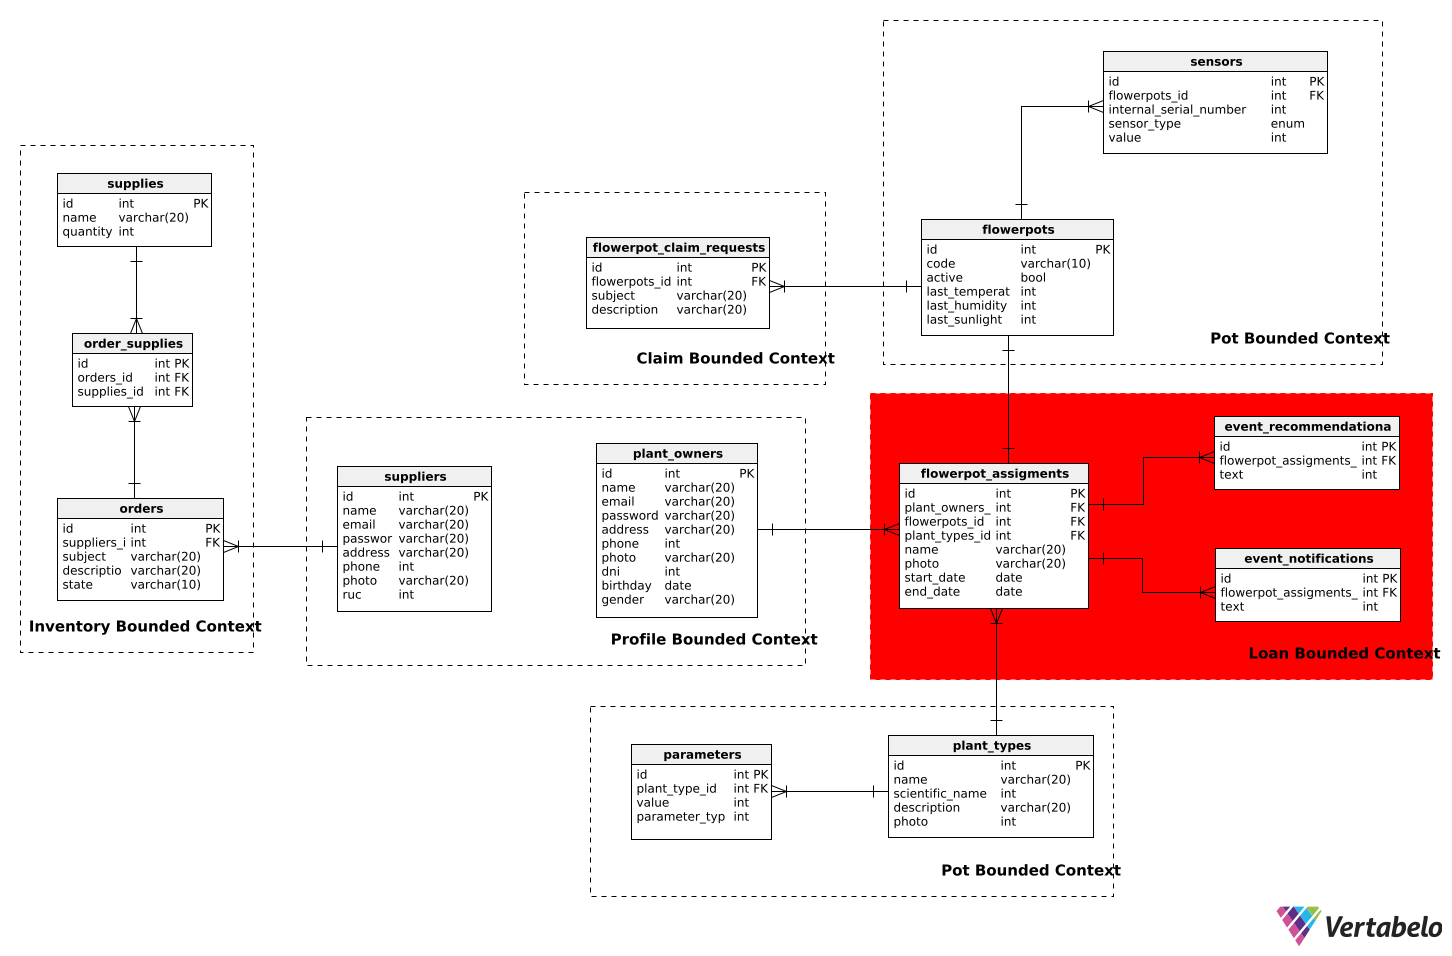 sensors
id int PK
flowerpots_id int FK
internal_serial_number int
sensor_type enum
value int
supplies
id int PK
name varchar(20)
quantity int
flowerpot_claim_requests
id int PK
flowerpots_id int FK
subject varchar(20)
description varchar(20)
Claim Bounded Context
flowerpots
id int PK
code varchar(10)
active bool
last_temperat int
last_humidity int
last_sunlight int
Pot Bounded Context
order_supplies
id int PK
orders_id int FK
supplies_id int FK
orders
id int PK
suppliers_i int FK
subject varchar(20)
descriptio varchar(20)
state varchar(10)
Inventory Bounded Context
suppliers
id int PK
name varchar(20)
email varchar(20)
passwor varchar(20)
address varchar(20)
phone int
photo varchar(20)
ruc int
plant_owners
id int PK
name varchar(20)
email varchar(20)
password varchar(20)
address varchar(20)
phone int
photo varchar(20)
dni int
birthday date
gender varchar(20)
Profile Bounded Context
flowerpot_assigments
id int PK
plant_owners_ int FK
flowerpots_id int FK
plant_types_id int FK
name varchar(20)
photo varchar(20)
start_date date
end_date date
event_recommendationa
id int PK
flowerpot_assigments_ int FK
text int
event_notifications
id int PK
flowerpot_assigments_ int FK
text int
Loan Bounded Context
parameters
id int PK
plant_type_id int FK
value int
parameter_typ int
plant_types
id int PK
name varchar(20)
scientific_name int
description varchar(20)
photo int
Pot Bounded Context
Vertabelo